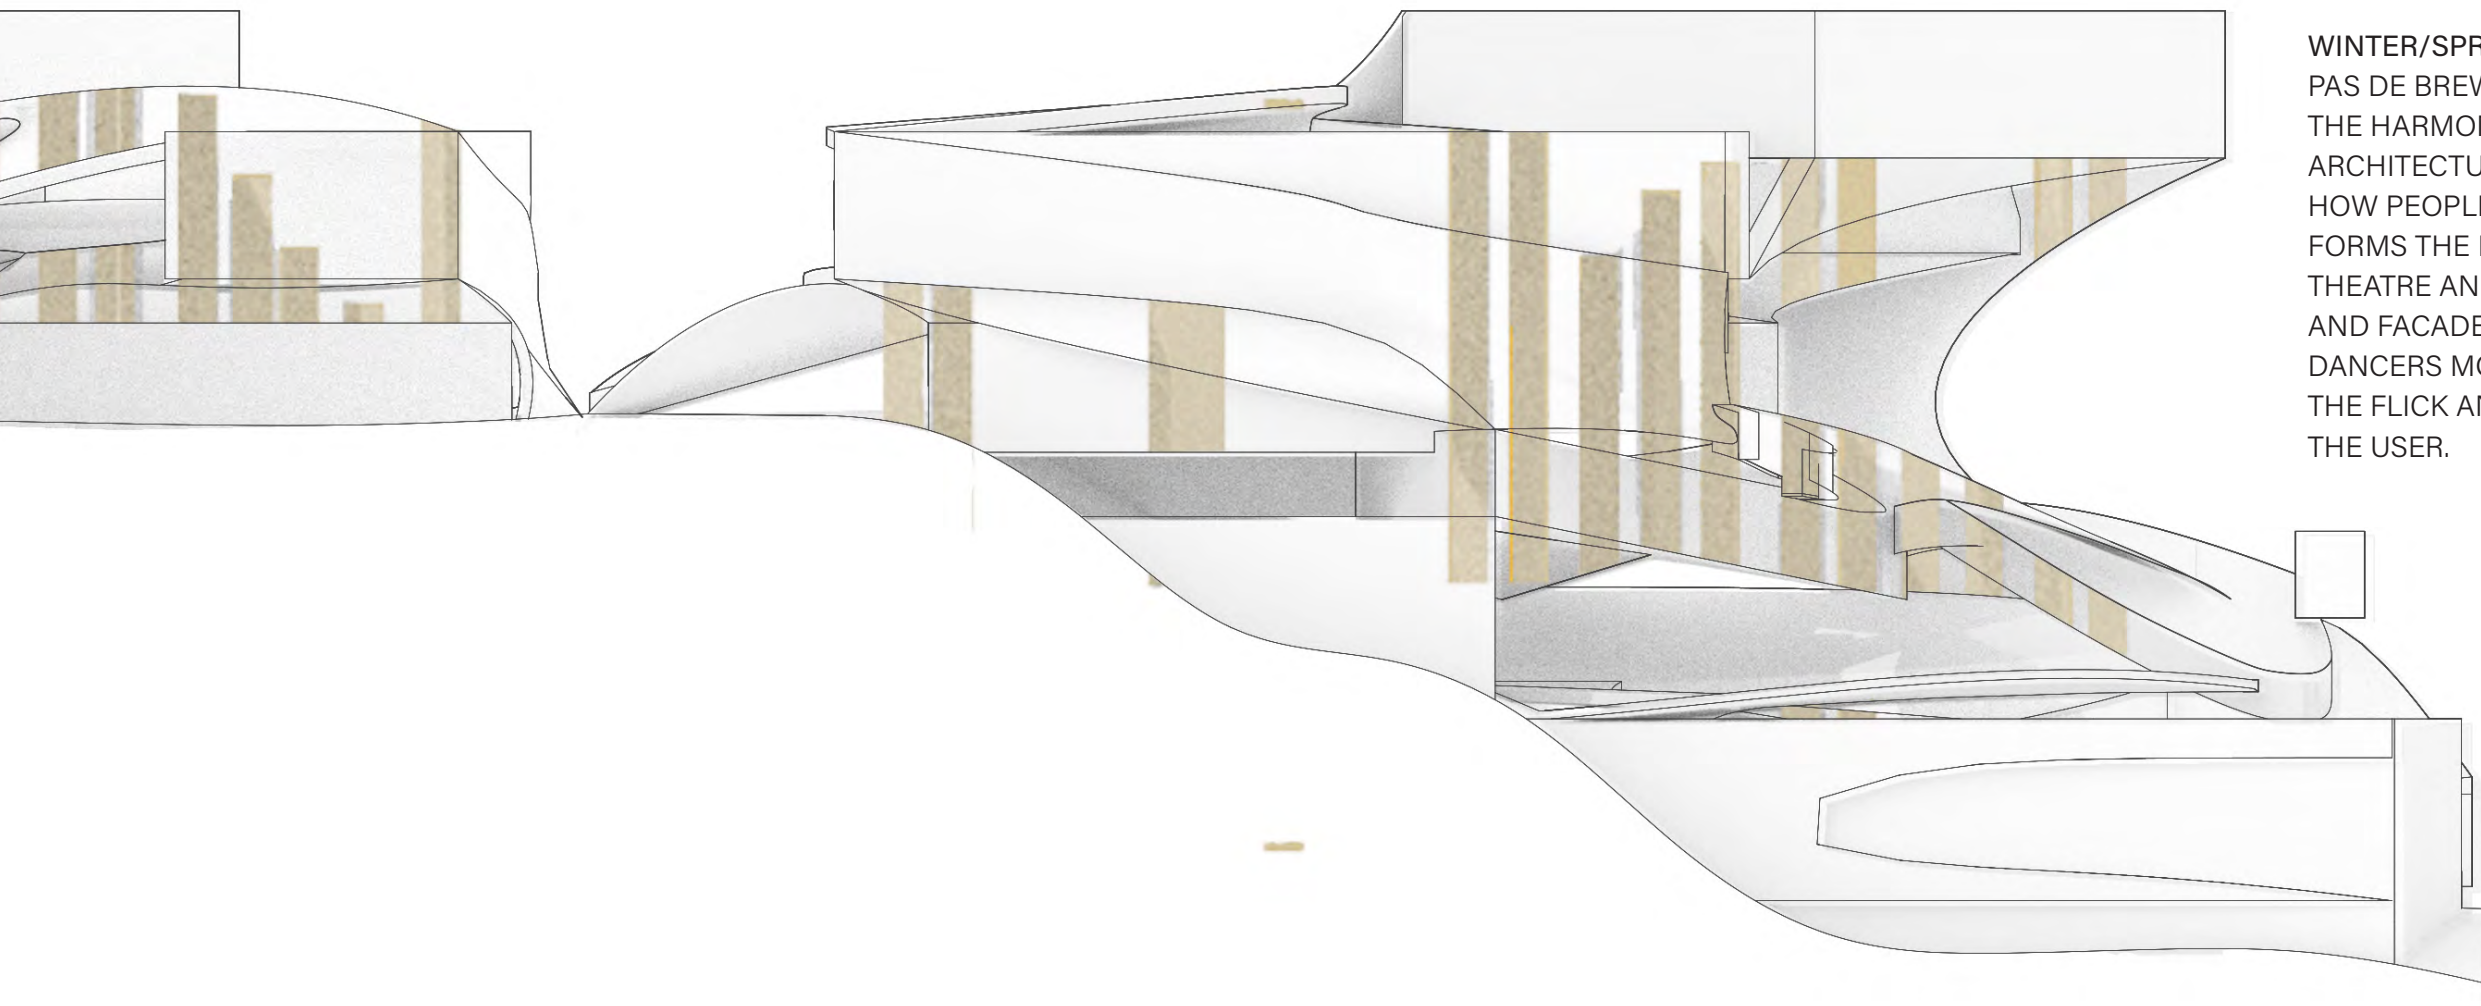 WINTER/SPR
PAS DE BREW
THE HARMO
ARCHITECTU
HOW PEOPL
FORMS THE
THEATRE AN
AND FACADE
DANCERS MO
THE FLICK AN
THE USER.